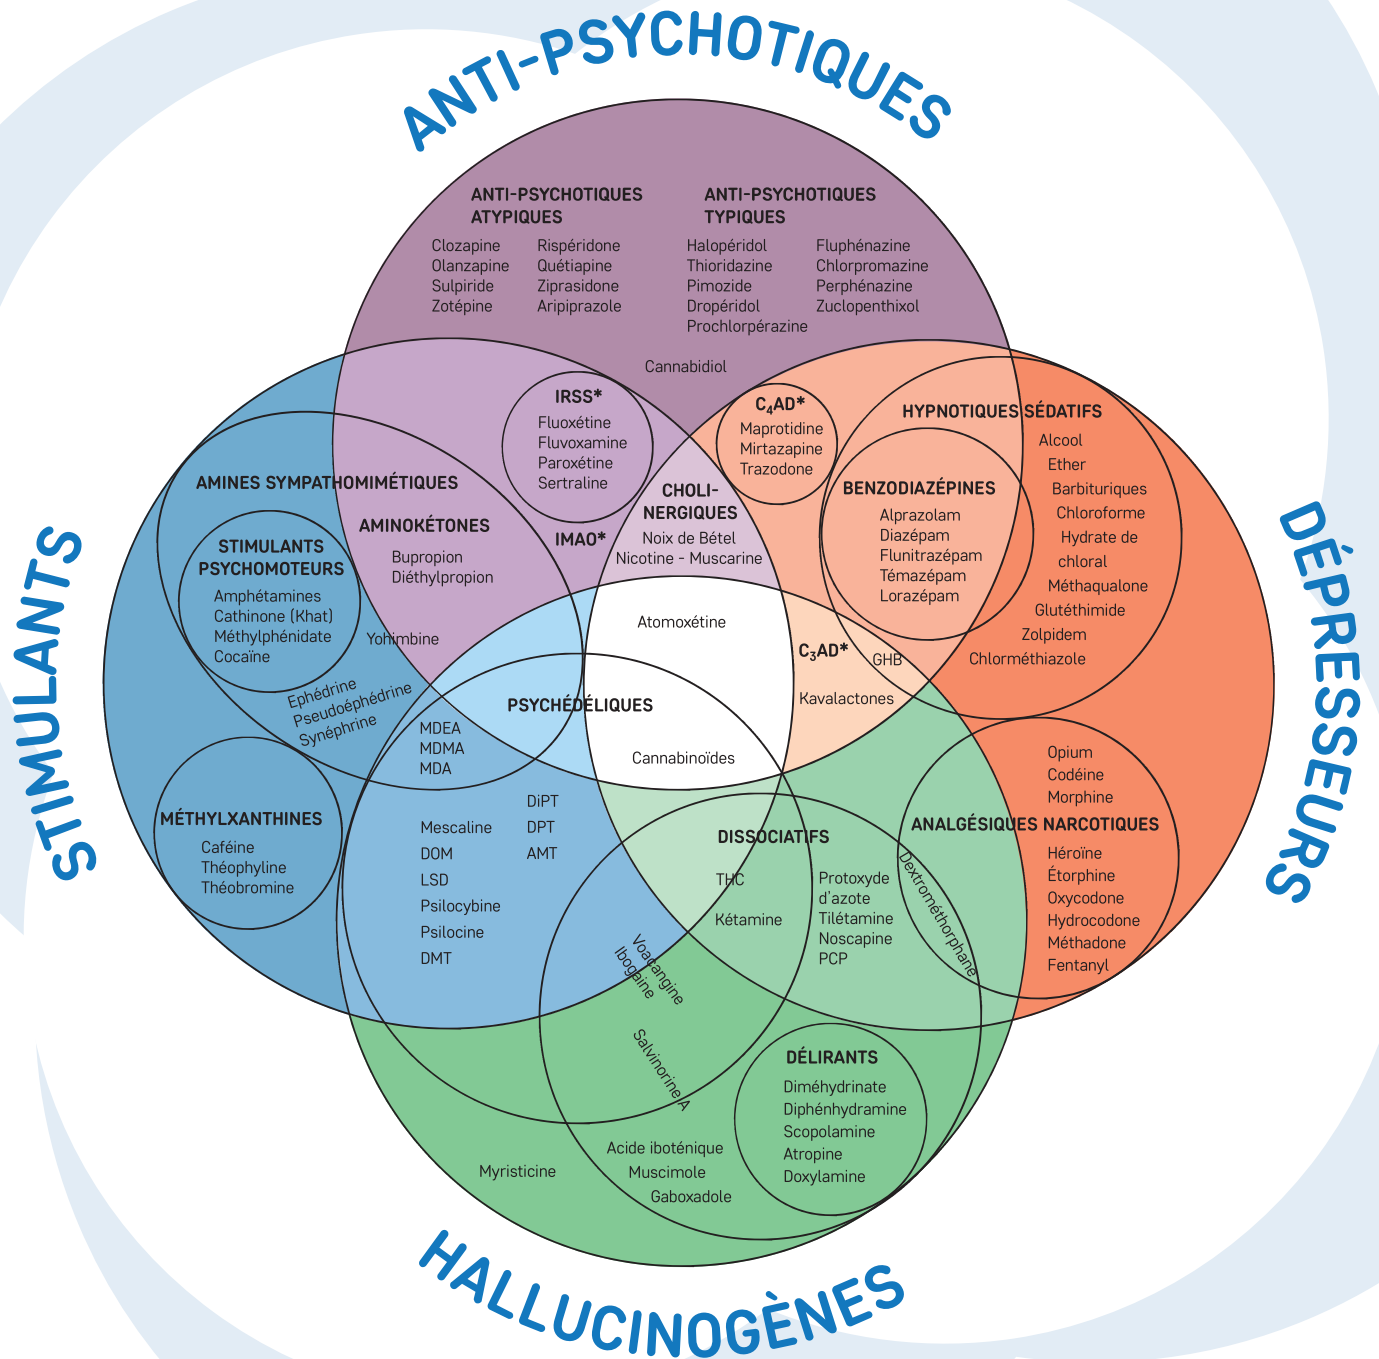 ANTI-PSYCHOTIQUES
ANTI-PSYCHOTIQUES
ATYPIQUES
Clozapine
Olanzapine
Sulpiride
Zotépine
Rispéridone
Quétiapine
Ziprasidone
Aripiprazole
ANTI-PSYCHOTIQUES
TYPIQUES
Halopéridol
Thioridazine
Pimozide
Dropéridol
Prochlorpérazine
Fluphénazine
Chlorpromazine
Perphénazine
Zuclopenthixol
Cannabidiol
IRSS*
Fluoxétine
Fluvoxamine
Paroxétine
Sertraline
C4AD*
Maprotidine
Mirtazapine
Trazodone
HYPNOTIQUES SÉDATIFS
Alcool
Ether
Barbituriques
Chloroforme
Hydrate de
chloral
Méthaqualone
Glutéthimide
Zolpidem
Chlorméthiazole
BENZODIAZÉPINES
Alprazolam
Diazépam
Flunitrazépam
Témazépam
Lorazépam
AMINES SYMPATHOMIMÉTIQUES
AMINOKÉTONES
Bupropion
Diéthylpropion
IMAO*
CHOLI-
NERGIQUES
Noix de Bétel
Nicotine - Muscarine
STIMULANTS
STIMULANTS
PSYCHOMOTEURS
Amphétamines
Cathinone (Khat)
Méthylphénidate
Cocaïne
Yohimbine
Ephédrine
Pseudoéphédrine
Synéphrine
Atomoxétine
C3AD*
GHB
Kavalactones
DÉPRESSEURS
PSYCHÉDÉLIQUES
MDEA
MDMA
MDA
Cannabinoïdes
MÉTHYLXANTHINES
Caféine
Théophyline
Théobromine
Mescaline
DOM
LSD
Psilocybine
Psilocine
DMT
DiPT
DPT
AMT
DISSOCIATIFS
THC
Kétamine
Protoxyde
d'azote
Tilétamine
Noscapine
PCP
Dextrométhorphane
Opium
Codéine
Morphine
ANALGÉSIQUES NARCOTIQUES
Héroïne
Étorphine
Oxycodone
Hydrocodone
Méthadone
Fentanyl
Voacangine
Ibogaïne
Salvinorine A
DÉLIRANTS
Diméhydrinate
Diphénhydramine
Scopolamine
Atropine
Doxylamine
Acide iboténique
Muscimole
Gaboxadole
Myristicine
HALLUCINOGÈNES